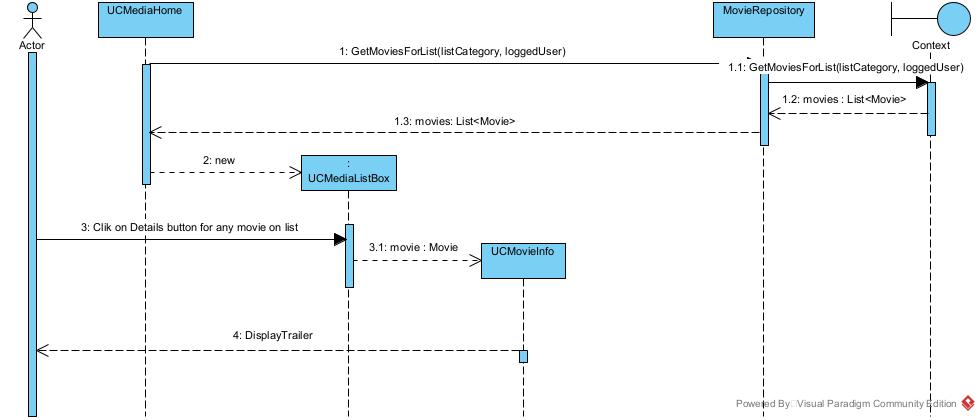 UCMediaHome
MovieRepository
Actor
Context
1: GetMoviesForList(listCategory, loggedUser)
1.1: GetMoviesForList(listCategory, loggedUser)
1.2: movies : List<Movie>
1.3: movies: List<Movie>
2: new
:
UCMediaListBox
3: Clik on Details button for any movie on list
3.1: movie : Movie
UCMovieInfo
4: DisplayTrailer
Powered By Visual Paradigm Community Edition